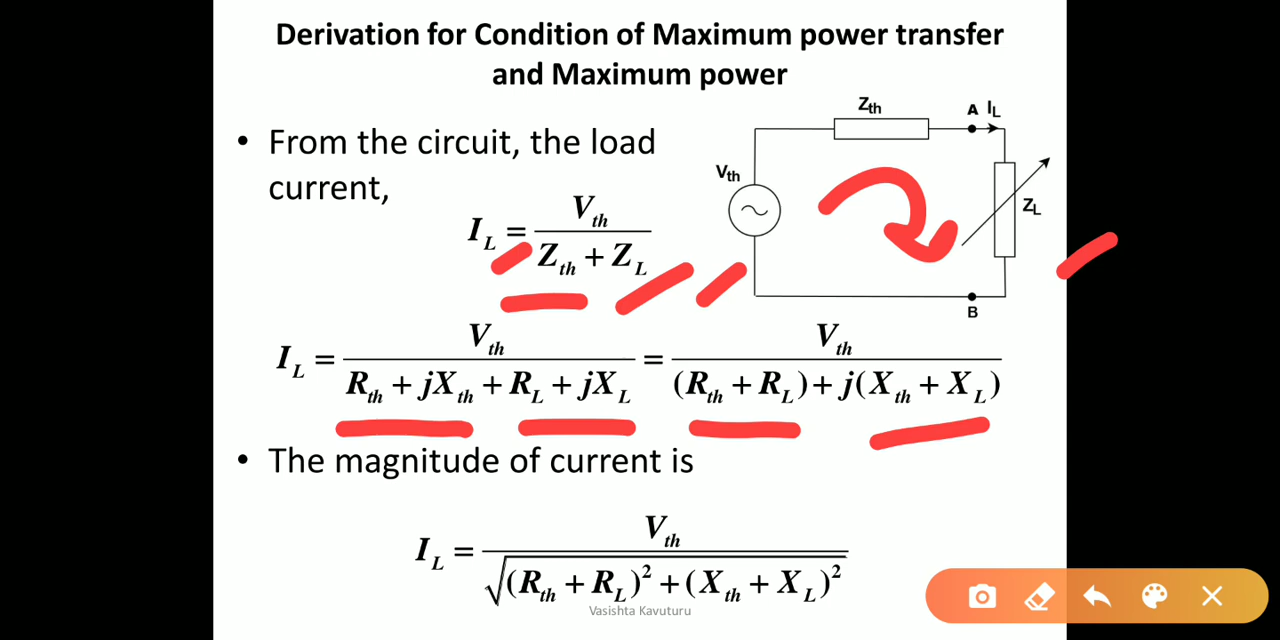 Derivation for Condition of Maximum power transfer
and Maximum power
• From the circuit, the load
current,
I_L = V_th / (Z_th + Z_L)
Z_th
A I_L
V_th
Z_L
B
I_L = V_th / (R_th + jX_th + R_L + jX_L) = V_th / ((R_th + R_L) + j(X_th + X_L))
• The magnitude of current is
I_L = V_th / √((R_th + R_L)² + (X_th + X_L)²)
Vasishta Kavuturu